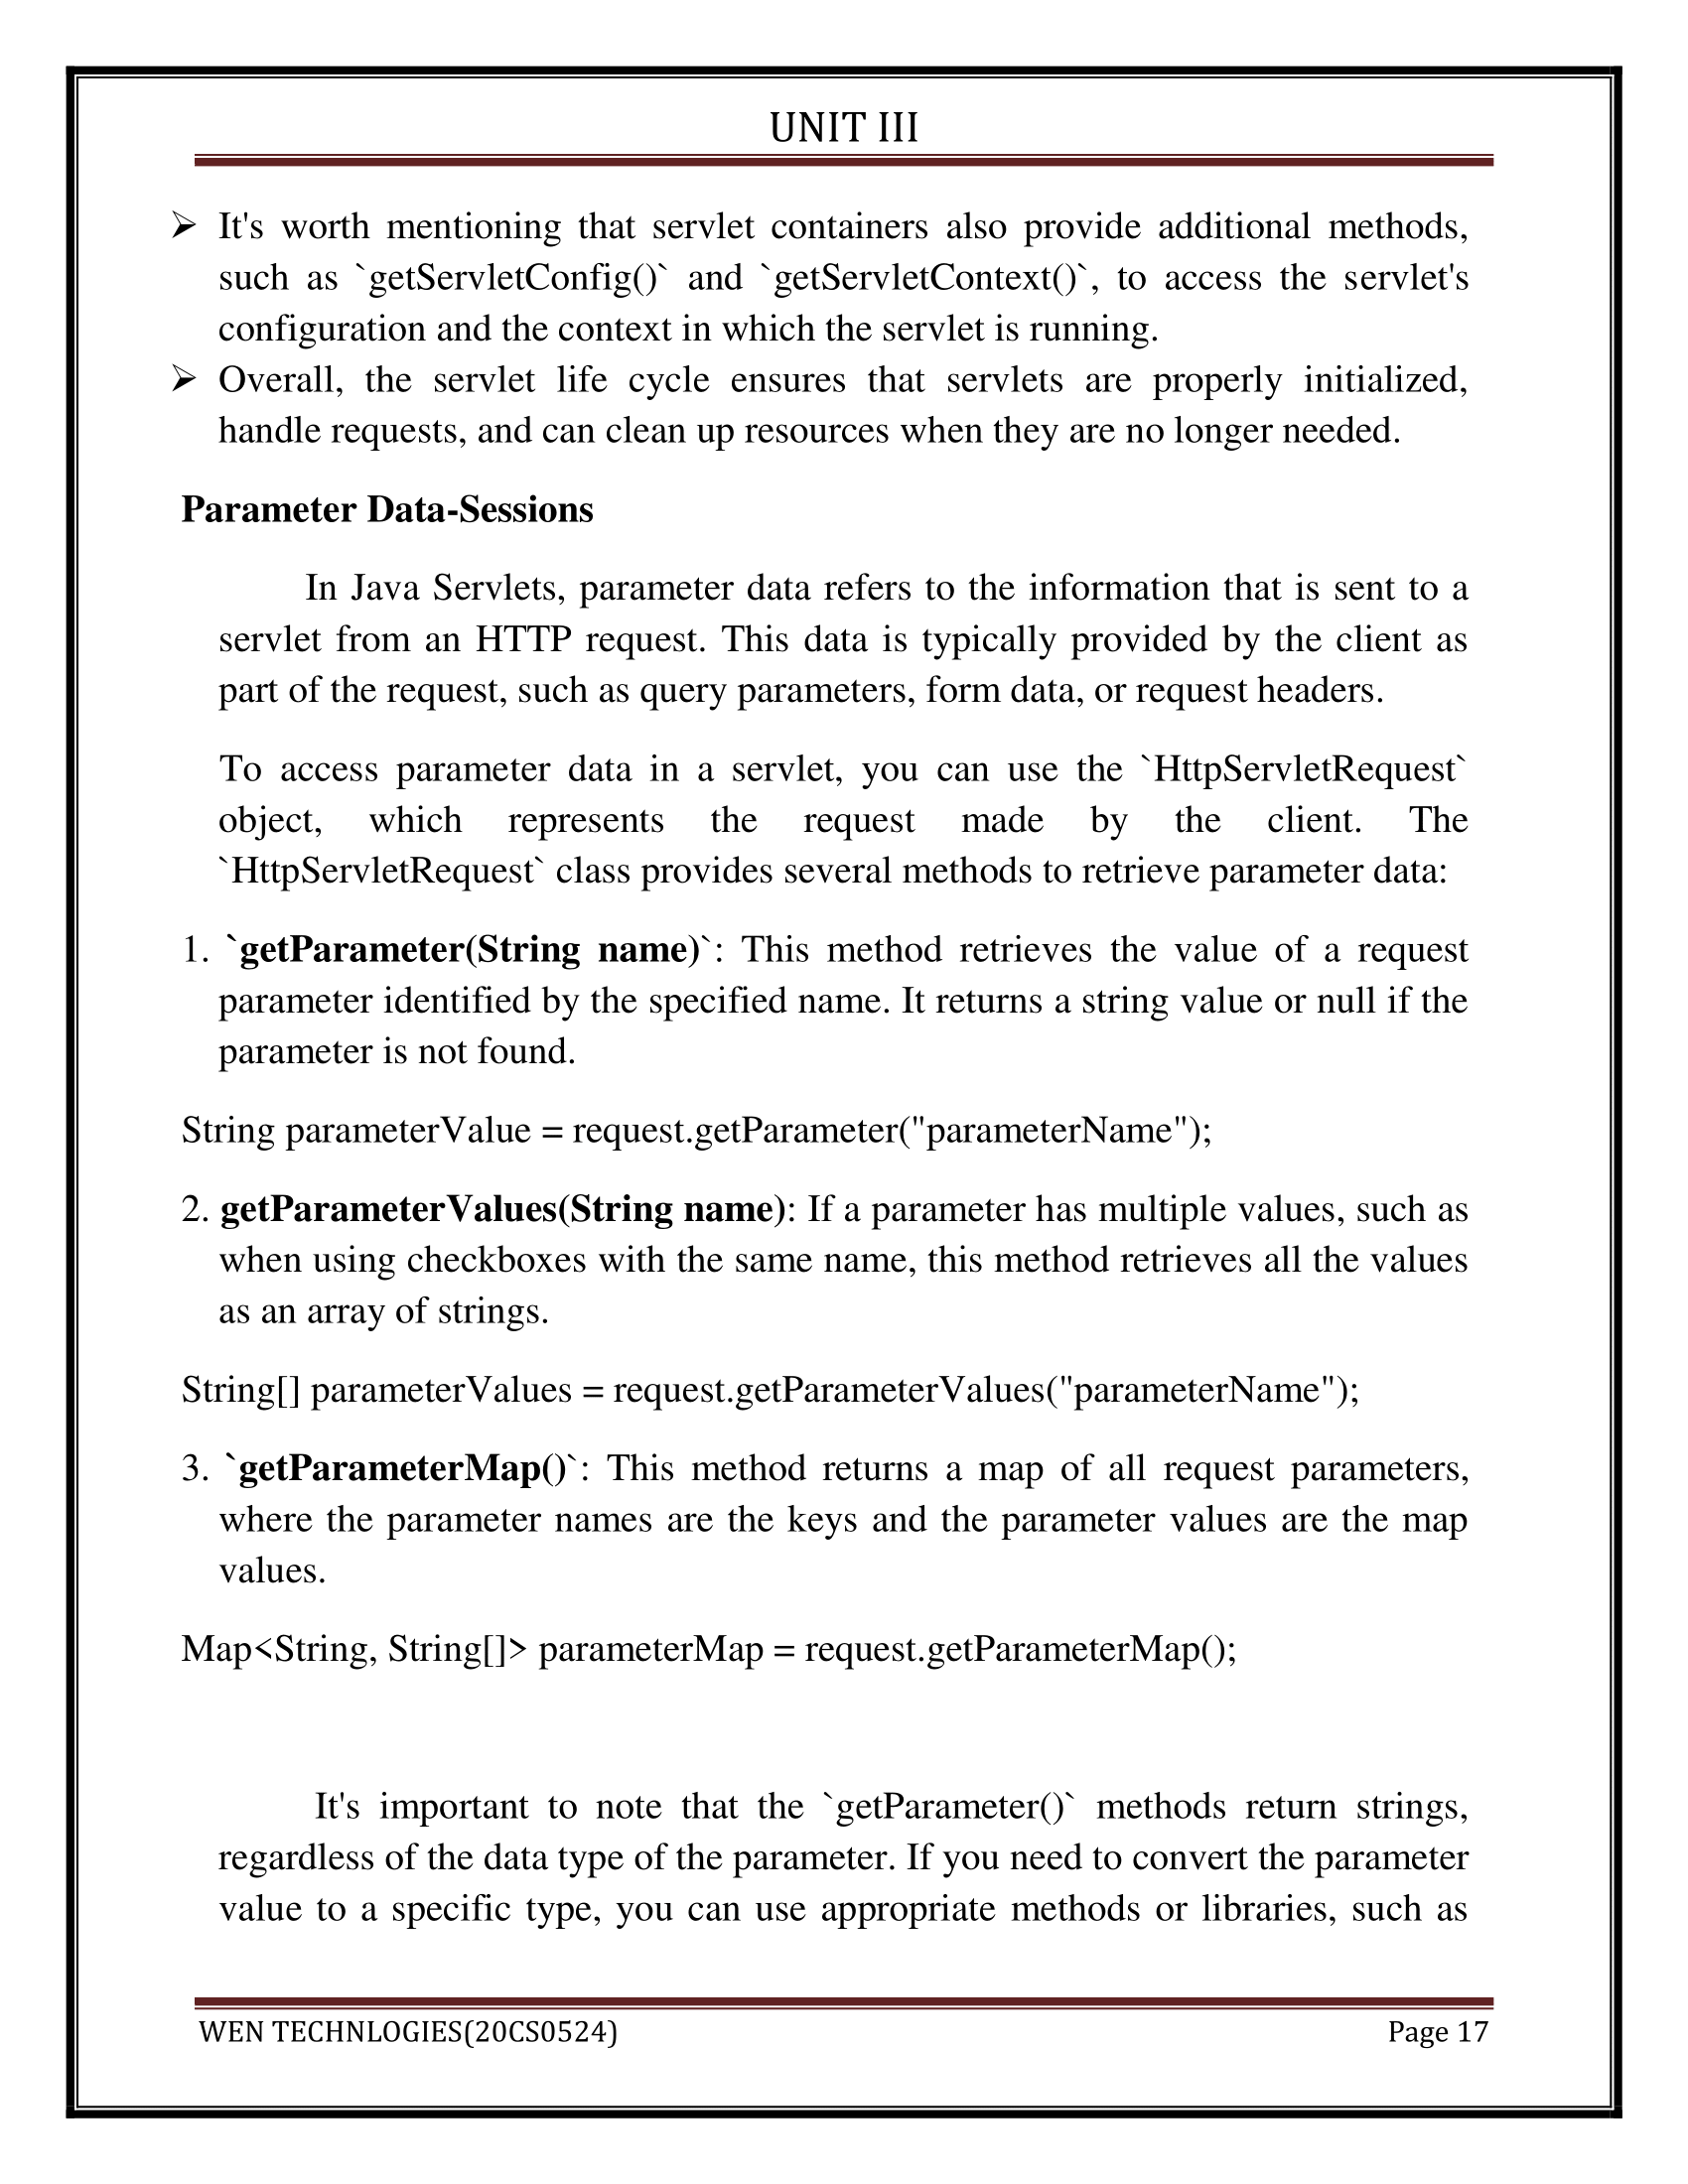 UNIT III
➢ It's worth mentioning that servlet containers also provide additional methods,
such as `getServletConfig()` and `getServletContext()`, to access the servlet's
configuration and the context in which the servlet is running.
➢ Overall, the servlet life cycle ensures that servlets are properly initialized,
handle requests, and can clean up resources when they are no longer needed.
Parameter Data-Sessions
In Java Servlets, parameter data refers to the information that is sent to a
servlet from an HTTP request. This data is typically provided by the client as
part of the request, such as query parameters, form data, or request headers.
To access parameter data in a servlet, you can use the `HttpServletRequest`
object, which represents the request made by the client. The
`HttpServletRequest` class provides several methods to retrieve parameter data:
1. `getParameter(String name)`: This method retrieves the value of a request
parameter identified by the specified name. It returns a string value or null if the
parameter is not found.
String parameterValue = request.getParameter("parameterName");
2. getParameterValues(String name): If a parameter has multiple values, such as
when using checkboxes with the same name, this method retrieves all the values
as an array of strings.
String[] parameterValues = request.getParameterValues("parameterName");
3. `getParameterMap()`: This method returns a map of all request parameters,
where the parameter names are the keys and the parameter values are the map
values.
Map<String, String[]> parameterMap = request.getParameterMap();
It's important to note that the `getParameter()` methods return strings,
regardless of the data type of the parameter. If you need to convert the parameter
value to a specific type, you can use appropriate methods or libraries, such as
WEN TECHNLOGIES(20CS0524) Page 17